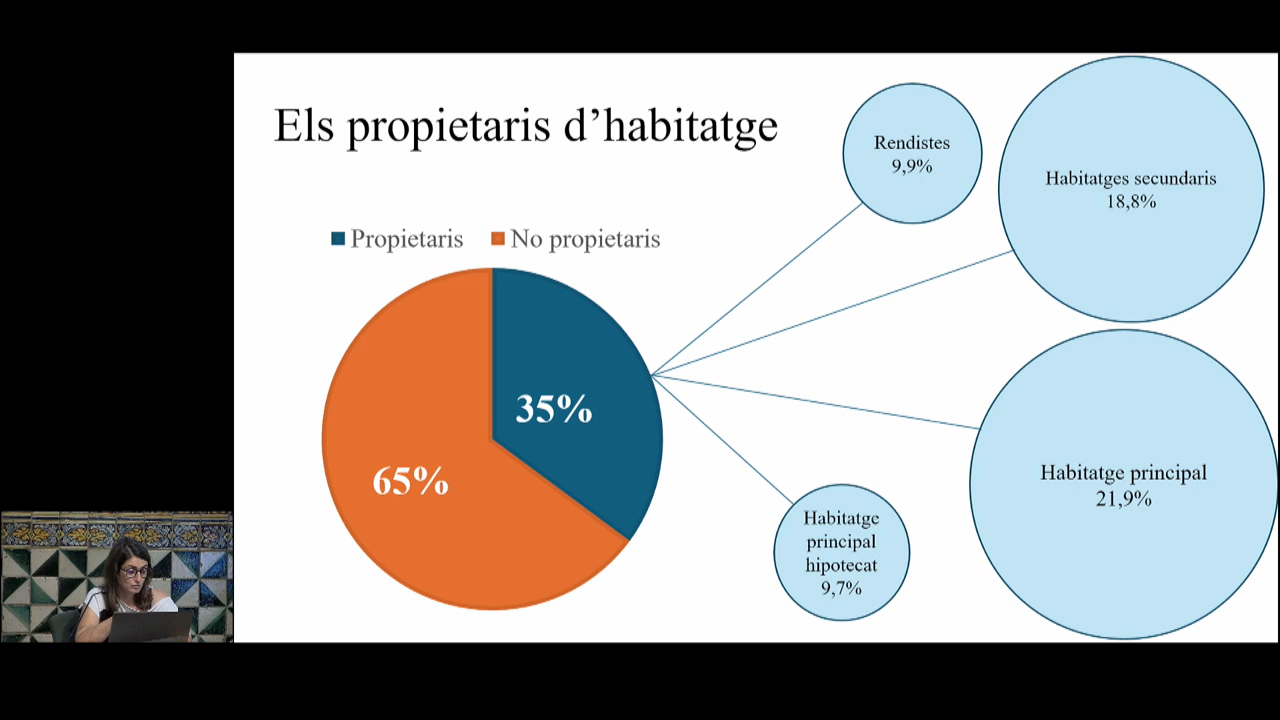 Els propietaris d’habitatge
Propietaris
No propietaris
35%
65%
Rendistes
9,9%
Habitatges secundaris
18,8%
Habitatge principal
21,9%
Habitatge
principal
hipotecat
9,7%